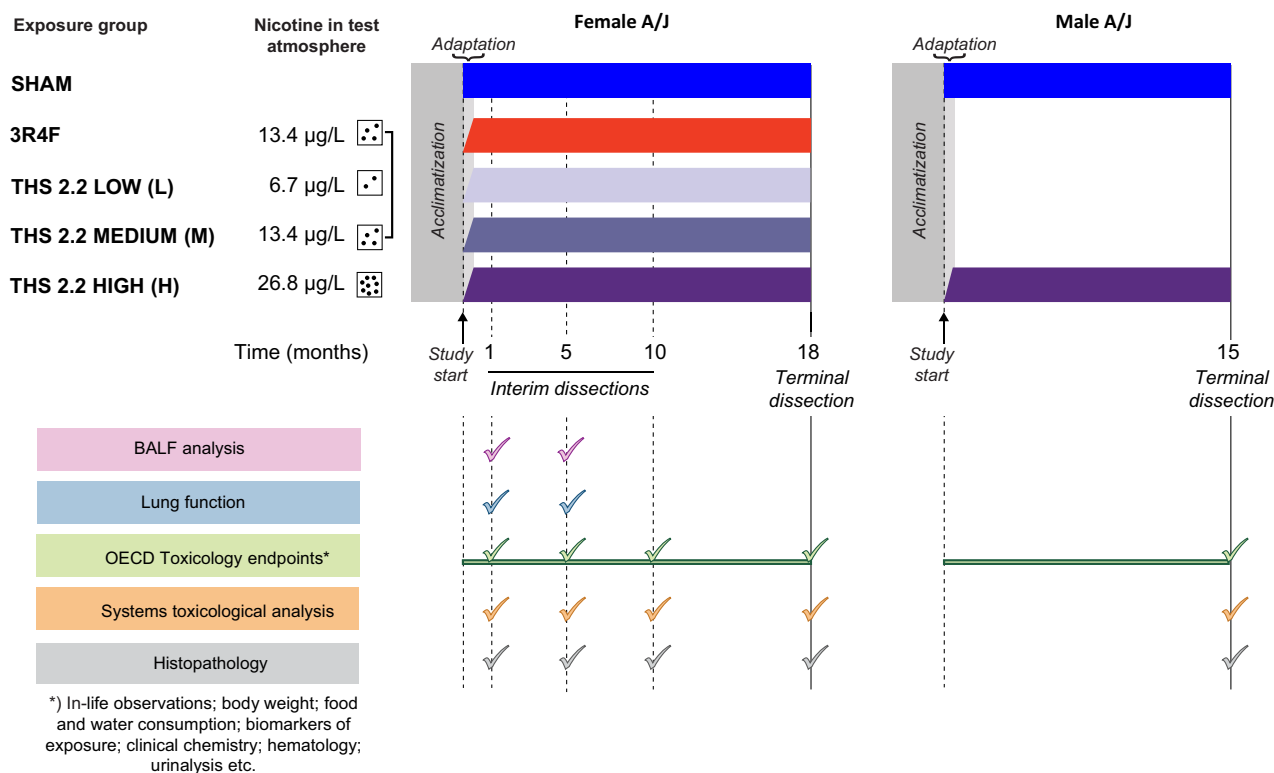 Exposure group
Nicotine in test
atmosphere
Female A/J
Male A/J
Adaptation
Adaptation
SHAM
3R4F
13.4 µg/L
THS 2.2 LOW (L)
6.7 µg/L
THS 2.2 MEDIUM (M)
13.4 µg/L
THS 2.2 HIGH (H)
26.8 µg/L
Acclimatization
Acclimatization
Time (months)
Study
start
1
5
10
18
Study
start
15
Interim dissections
Terminal
dissection
Terminal
dissection
BALF analysis
Lung function
OECD Toxicology endpoints*
Systems toxicological analysis
Histopathology
*) In-life observations; body weight; food
and water consumption; biomarkers of
exposure; clinical chemistry; hematology;
urinalysis etc.